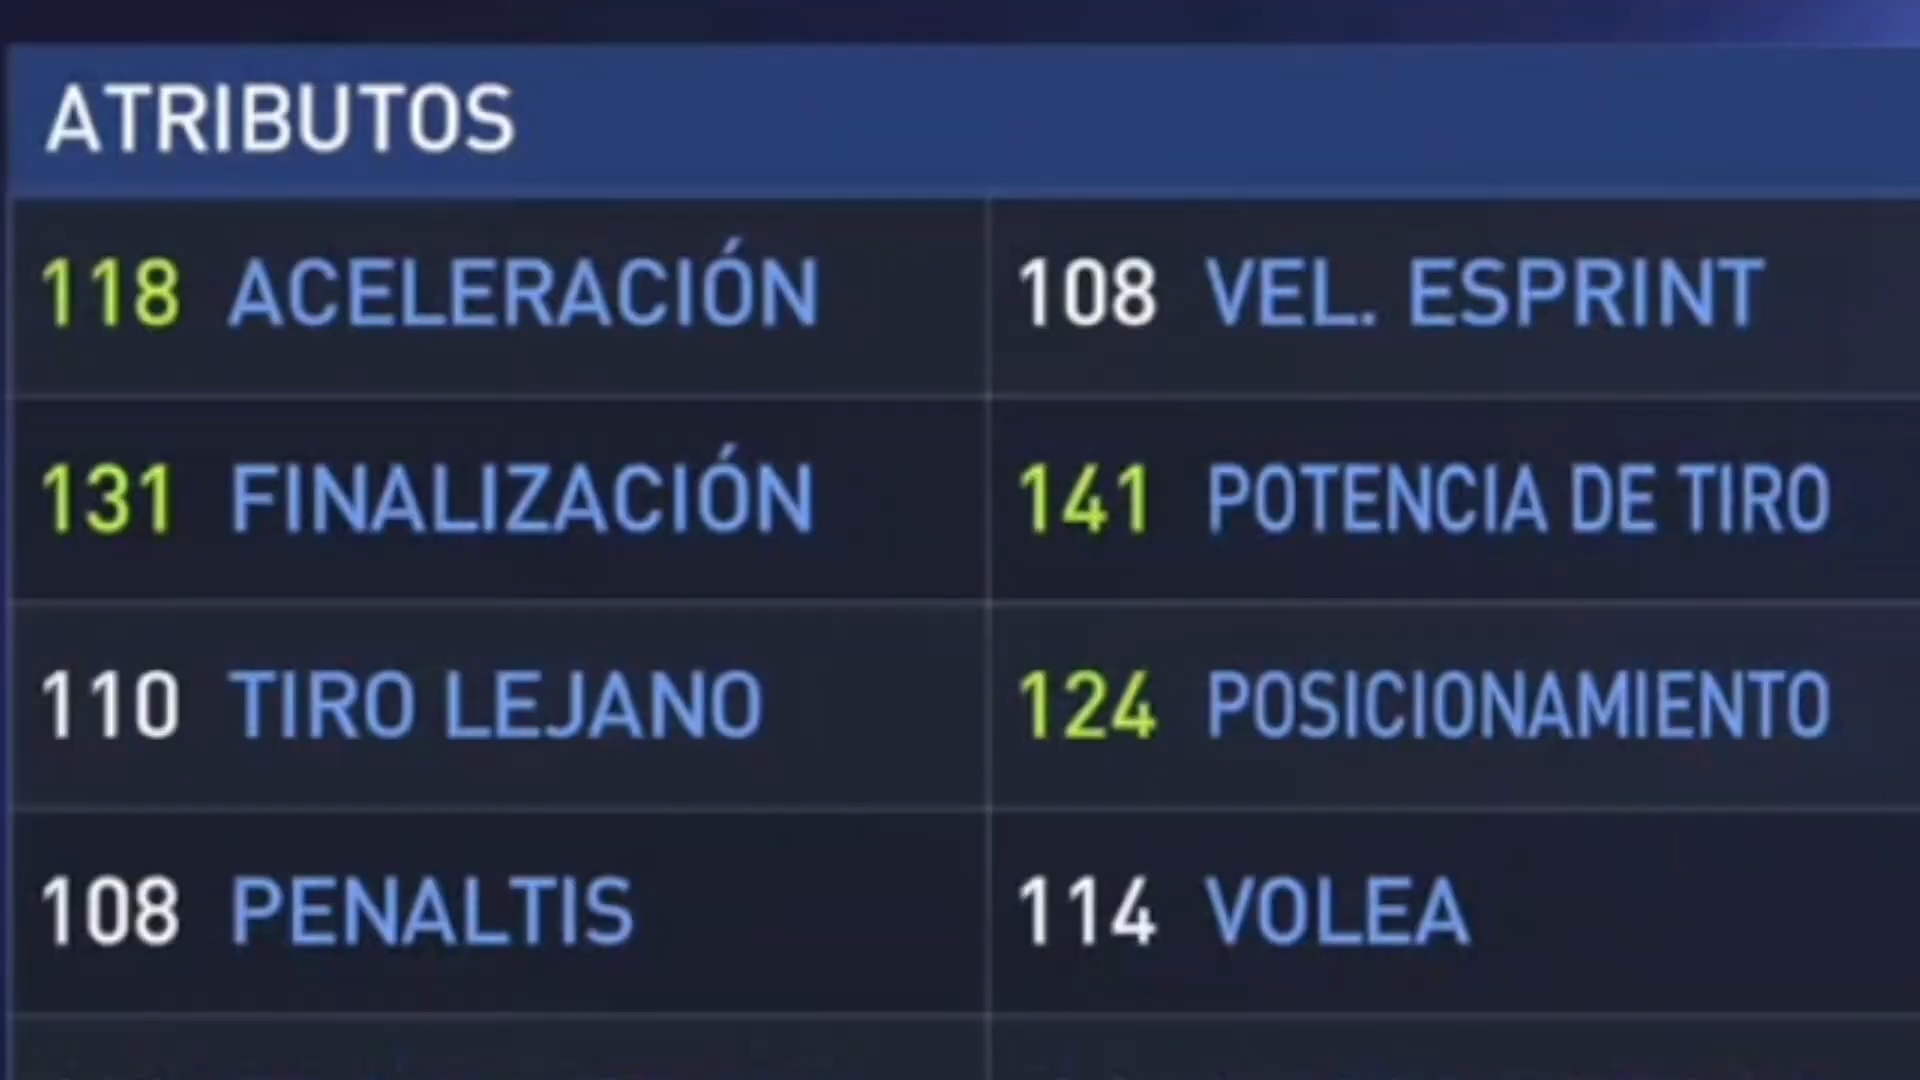 ATRIBUTOS
118 ACELERACIÓN 108 VEL. ESPRINT
131 FINALIZACIÓN 141 POTENCIA DE TIRO
110 TIRO LEJANO 124 POSICIONAMIENTO
108 PENALTIS 114 VOLEA